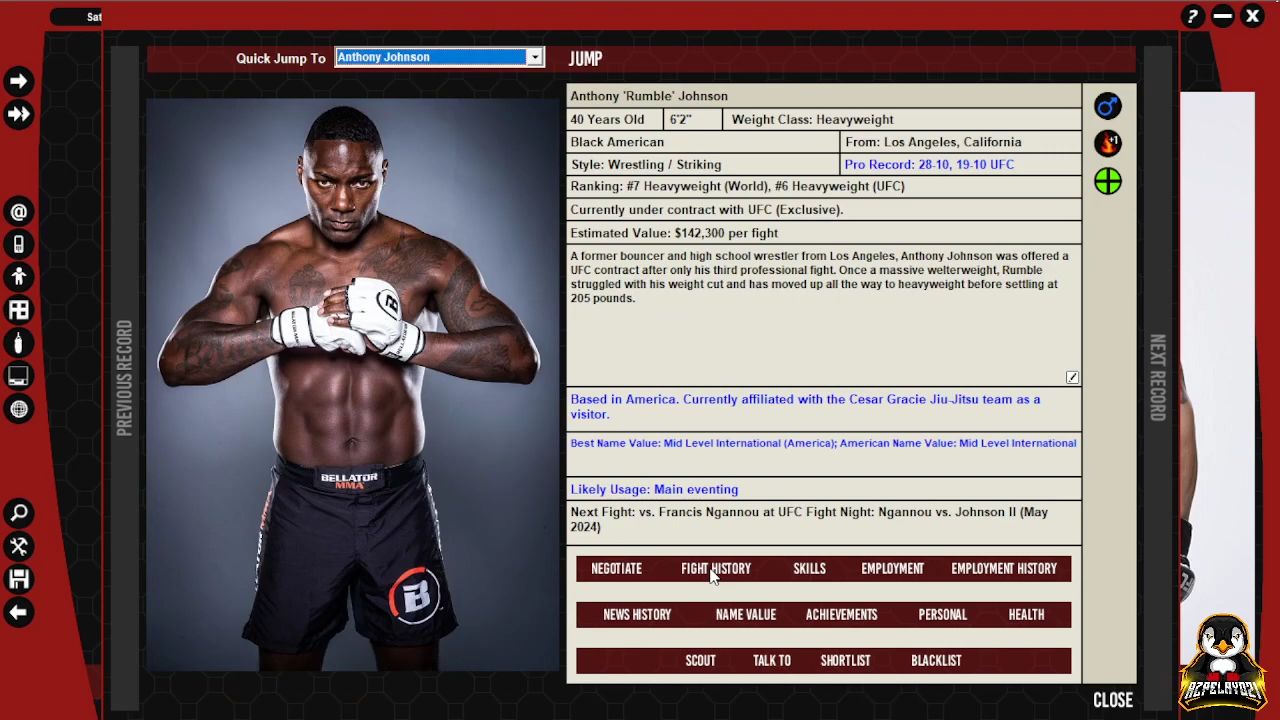 Sat
?
X
Quick Jump To
Anthony Johnson
JUMP
Anthony 'Rumble' Johnson
40 Years Old
6'2"
Weight Class: Heavyweight
Black American
From: Los Angeles, California
Style: Wrestling / Striking
Pro Record: 28-10, 19-10 UFC
Ranking: #7 Heavyweight (World), #6 Heavyweight (UFC)
Currently under contract with UFC (Exclusive).
Estimated Value: $142,300 per fight
A former bouncer and high school wrestler from Los Angeles, Anthony Johnson was offered a
UFC contract after only his third professional fight. Once a massive welterweight, Rumble
struggled with his weight cut and has moved up all the way to heavyweight before settling at
205 pounds.
Based in America. Currently affiliated with the Cesar Gracie Jiu-Jitsu team as a
visitor.
Best Name Value: Mid Level International (America); American Name Value: Mid Level International
Likely Usage: Main eventing
Next Fight: vs. Francis Ngannou at UFC Fight Night: Ngannou vs. Johnson II (May
2024)
NEGOTIATE
FIGHT HISTORY
SKILLS
EMPLOYMENT
EMPLOYMENT HISTORY
NEWS HISTORY
NAME VALUE
ACHIEVEMENTS
PERSONAL
HEALTH
SCOUT
TALK TO
SHORTLIST
BLACKLIST
CLOSE
PREVIOUS RECORD
NEXT RECORD
+1
@
BELLATOR
MMA
B
ACPELAYO21